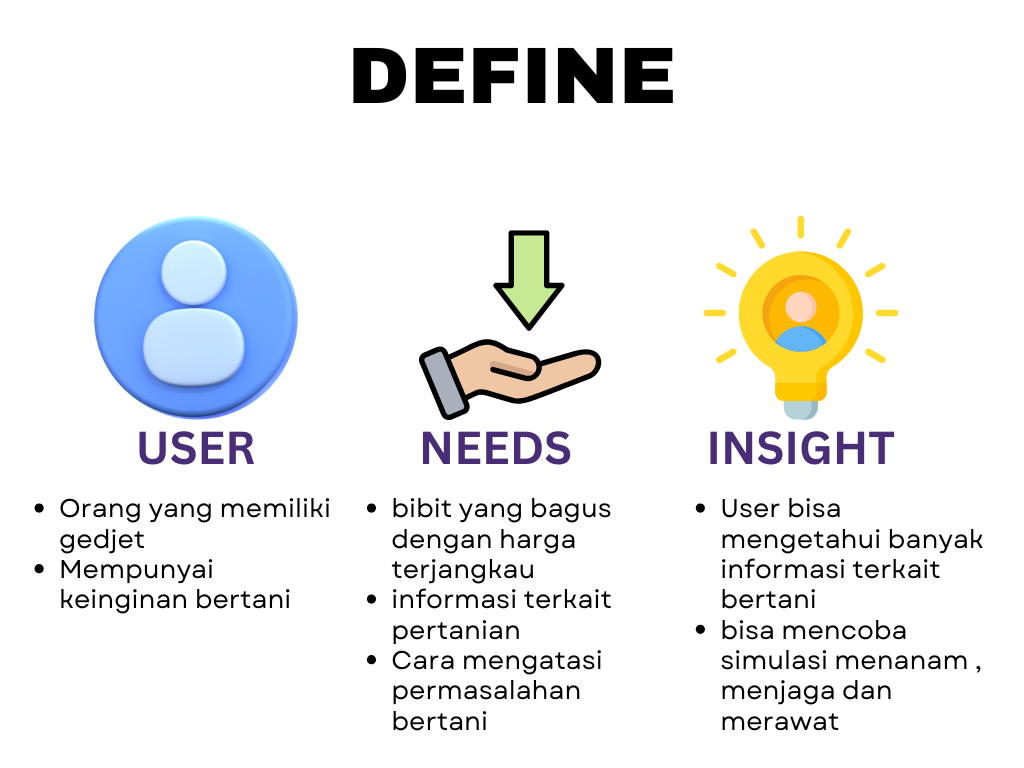 DEFINE
USER
• Orang yang memiliki
gedjet
• Mempunyai
keinginan bertani
NEEDS
• bibit yang bagus
dengan harga
terjangkau
• informasi terkait
pertanian
• Cara mengatasi
permasalahan
bertani
INSIGHT
• User bisa
mengetahui banyak
informasi terkait
bertani
• bisa mencoba
simulasi menanam ,
menjaga dan
merawat